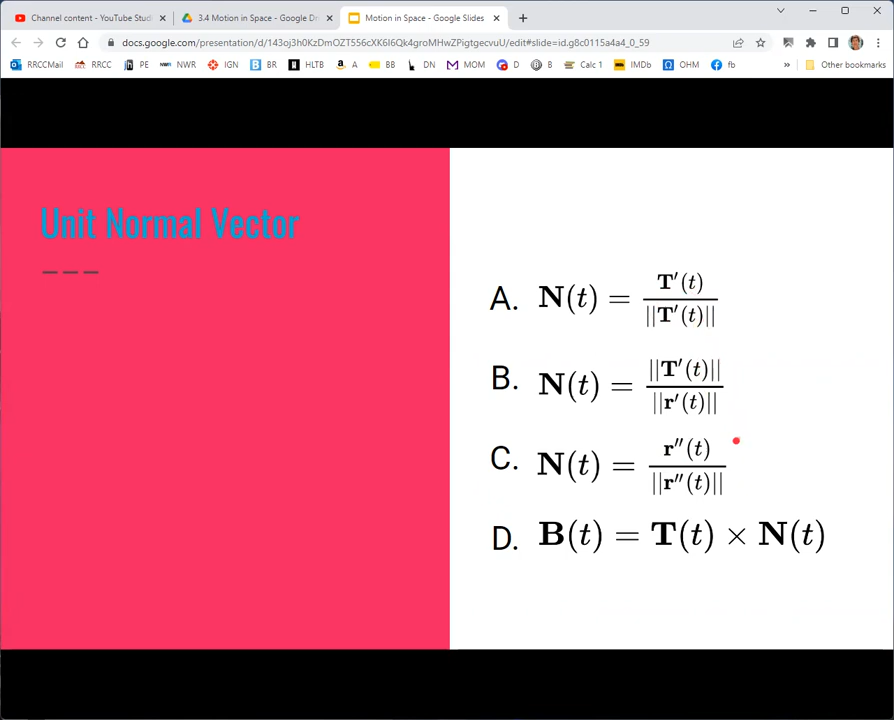 Channel content - YouTube Studi
3.4 Motion in Space - Google Dr
Motion in Space - Google Slides
docs.google.com/presentation/d/143oj3h0KzDmOZT556cXK6I6Qk4groMHwZPigtgecvuU/edit#slide=id.g8c0115a4a4_0_59
RRCCMail RRCC PE NWR IGN BR HLTB A BB DN MOM D B Calc 1 IMDb OHM fb » Other bookmarks
Unit Normal Vector
A. N(t) = T′(t) / ||T′(t)||
B. N(t) = ||T′(t)|| / ||r′(t)||
C. N(t) = r″(t) / ||r″(t)||
D. B(t) = T(t) × N(t)